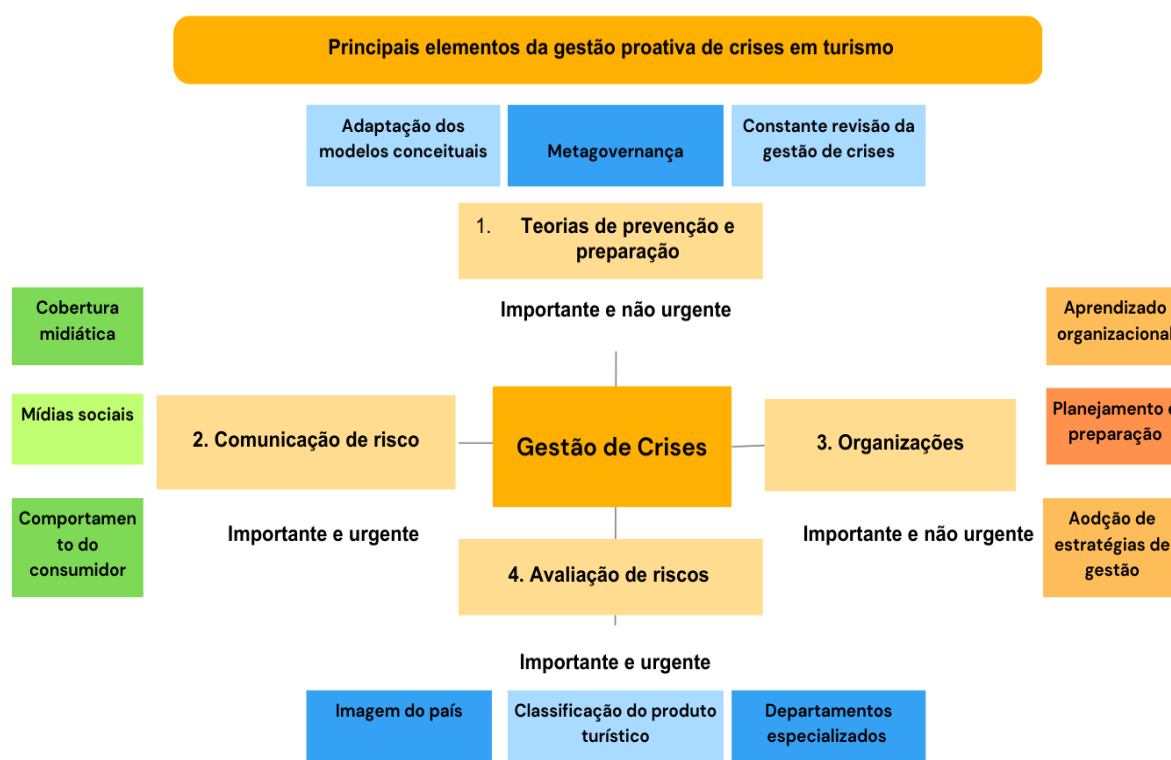 Principais elementos da gestão proativa de crises em turismo
Adaptação dos
modelos conceituais
Metagovernança
Constante revisão da
gestão de crises
1. Teorias de prevenção e
preparação
Importante e não urgente
Cobertura
midiática
Mídias sociais
Comportamen
to do
consumidor
2. Comunicação de risco
Importante e urgente
Gestão de Crises
3. Organizações
Importante e não urgente
Aprendizado
organizacional
Planejamento e
preparação
Aodção de
estratégias de
gestão
4. Avaliação de riscos
Importante e urgente
Imagem do país
Classificação do produto
turístico
Departamentos
especializados